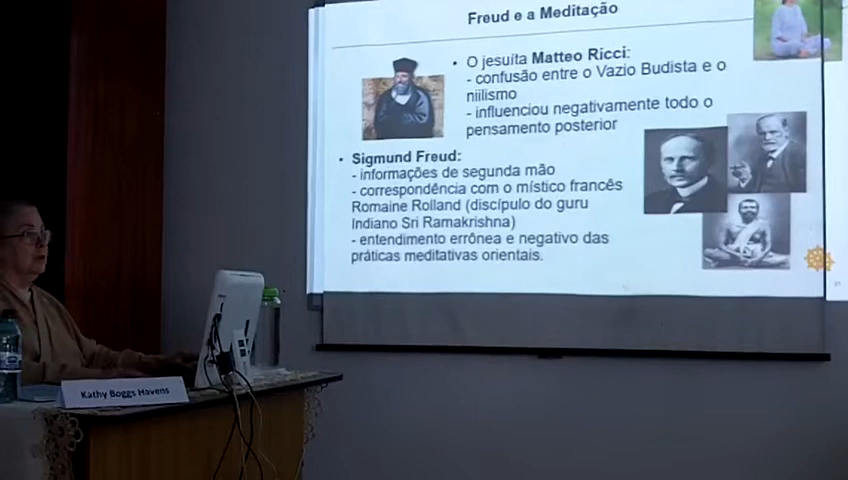 Freud e a Meditação
• O jesuíta Matteo Ricci:
- confusão entre o Vazio Budista e o
niilismo
- influenciou negativamente todo o
pensamento posterior
• Sigmund Freud:
- informações de segunda mão
- correspondência com o místico francês
Romaine Rolland (discípulo do guru
Indiano Sri Ramakrishna)
- entendimento errônea e negativo das
práticas meditativas orientais.
Kathy Boggs Havens